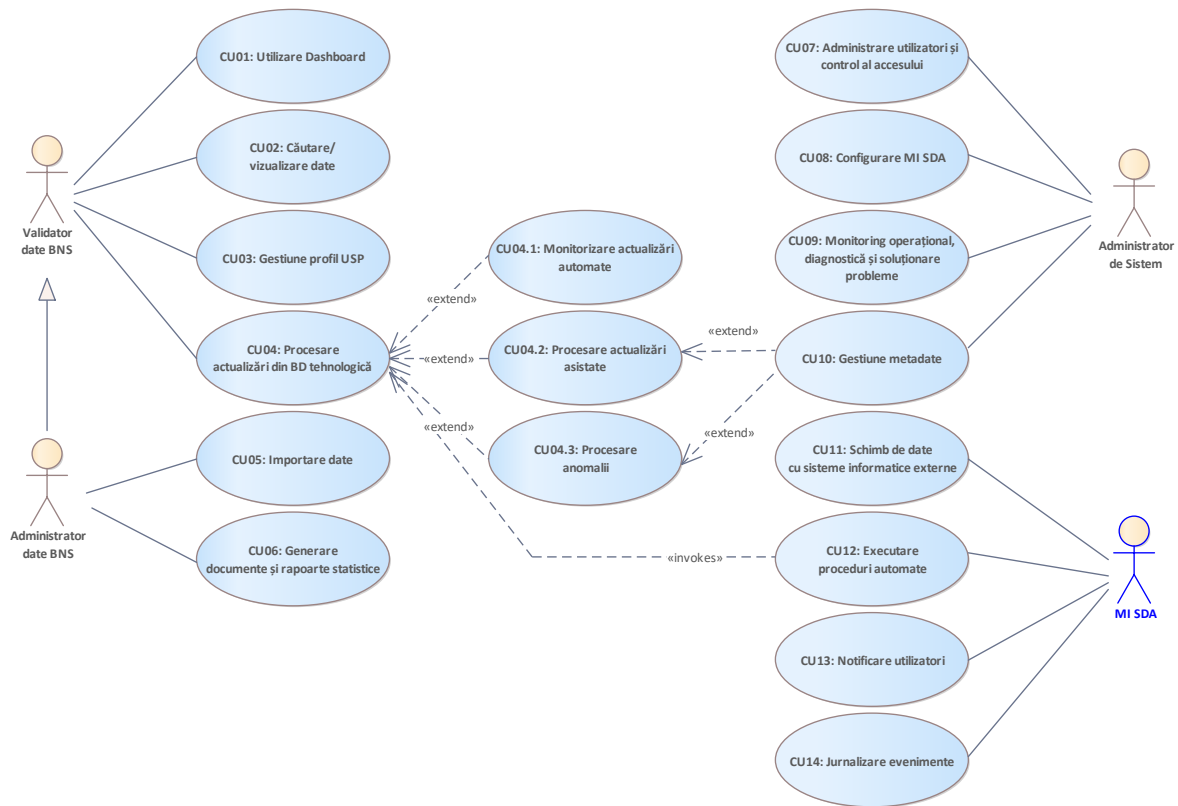 CU01: Utilizare Dashboard
CU02: Căutare/
vizualizare date
CU03: Gestiune profil USP
CU04: Procesare
actualizări din BD tehnologică
CU05: Importare date
CU06: Generare
documente și rapoarte statistice
Validator
date BNS
Administrator
date BNS
CU04.1: Monitorizare actualizări
automate
CU04.2: Procesare actualizări
asistate
CU04.3: Procesare
anomalii
«extend»
«extend»
«extend»
«extend»
«extend»
«invokes»
CU07: Administrare utilizatori și
control al accesului
CU08: Configurare MI SDA
CU09: Monitoring operațional,
diagnostică și soluționare
probleme
CU10: Gestiune metadate
CU11: Schimb de date
cu sisteme informatice externe
CU12: Executare
proceduri automate
CU13: Notificare utilizatori
CU14: Jurnalizare evenimente
Administrator
de Sistem
MI SDA